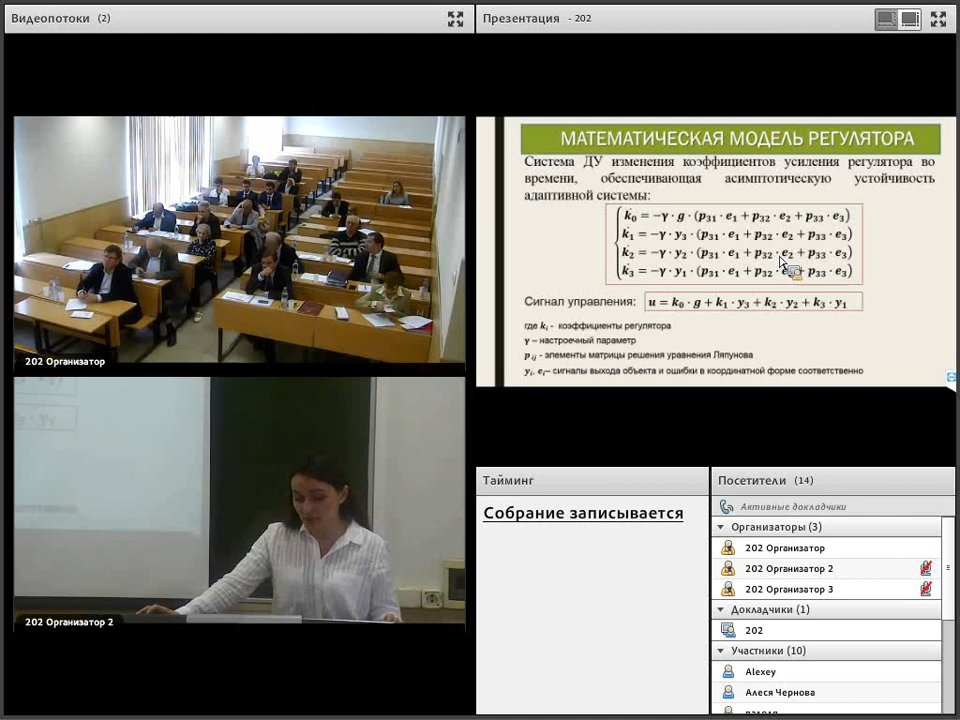 Видеопотоки (2)
202 Организатор
202 Организатор 2
Презентация - 202
МАТЕМАТИЧЕСКАЯ МОДЕЛЬ РЕГУЛЯТОРА
Система ДУ изменения коэффициентов усиления регулятора во
времени, обеспечивающая асимптотическую устойчивость
адаптивной системы:
k̇₀ = −γ · g · (p₃₁ · e₁ + p₃₂ · e₂ + p₃₃ · e₃)
k̇₁ = −γ · y₃ · (p₃₁ · e₁ + p₃₂ · e₂ + p₃₃ · e₃)
k̇₂ = −γ · y₂ · (p₃₁ · e₁ + p₃₂ · e₂ + p₃₃ · e₃)
k̇₃ = −γ · y₁ · (p₃₁ · e₁ + p₃₂ · e₂ + p₃₃ · e₃)
Сигнал управления: u = k₀ · g + k₁ · y₃ + k₂ · y₂ + k₃ · y₁
где kᵢ - коэффициенты регулятора
γ – настроечный параметр
pᵢⱼ - элементы матрицы решения уравнения Ляпунова
yᵢ, eᵢ– сигналы выхода объекта и ошибки в координатной форме соответственно
Тайминг
Собрание записывается
Посетители (14)
Активные докладчики
Организаторы (3)
202 Организатор
202 Организатор 2
202 Организатор 3
Докладчики (1)
202
Участники (10)
Alexey
Алеся Чернова